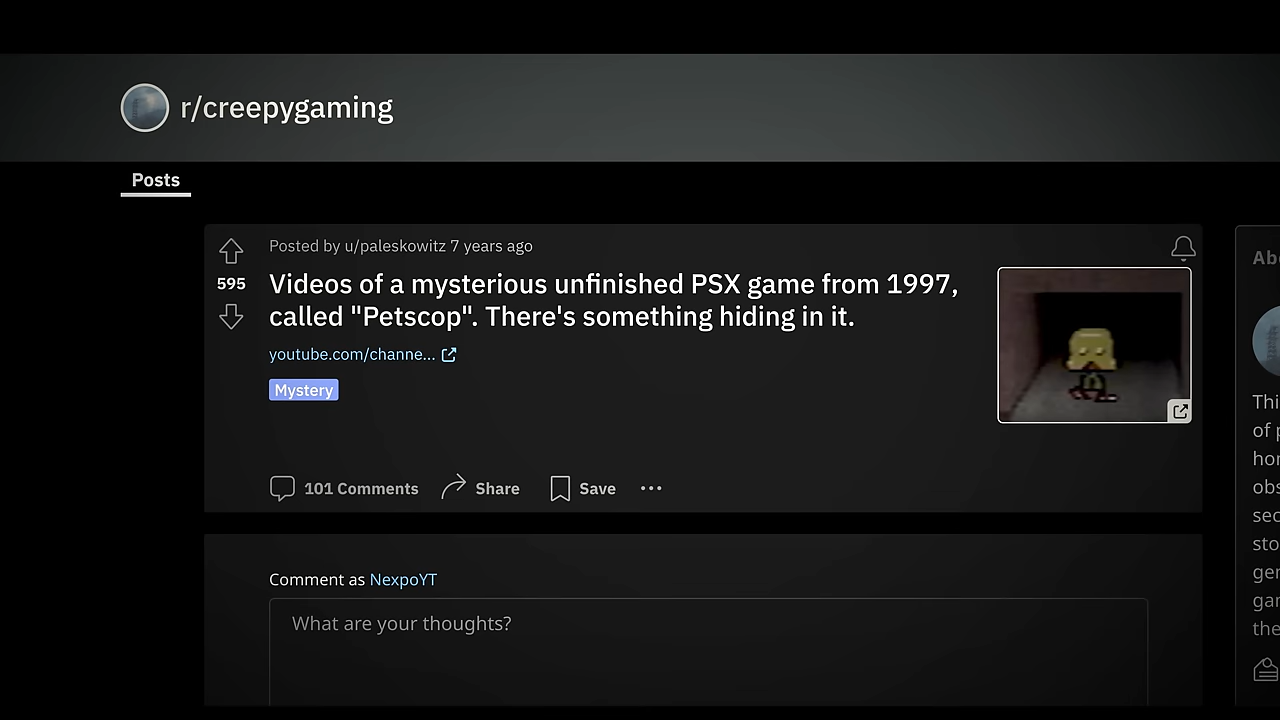 r/creepygaming
Posts
Posted by u/paleskowitz 7 years ago
595
Videos of a mysterious unfinished PSX game from 1997,
called "Petscop". There's something hiding in it.
youtube.com/channe...
Mystery
101 Comments
Share
Save
Comment as NexpoYT
What are your thoughts?
of